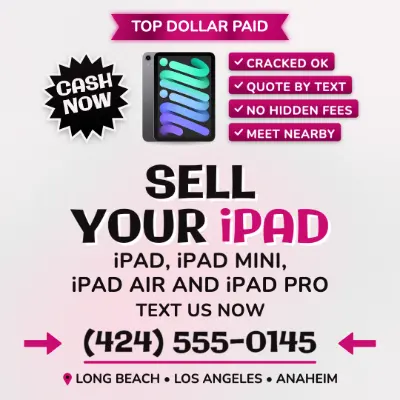 TOP DOLLAR PAID
CASH
NOW
CRACKED OK
QUOTE BY TEXT
NO HIDDEN FEES
MEET NEARBY
SELL
YOUR iPAD
iPAD, iPAD MINI,
iPAD AIR AND iPAD PRO
TEXT US NOW
(424) 555-0145
LONG BEACH • LOS ANGELES • ANAHEIM